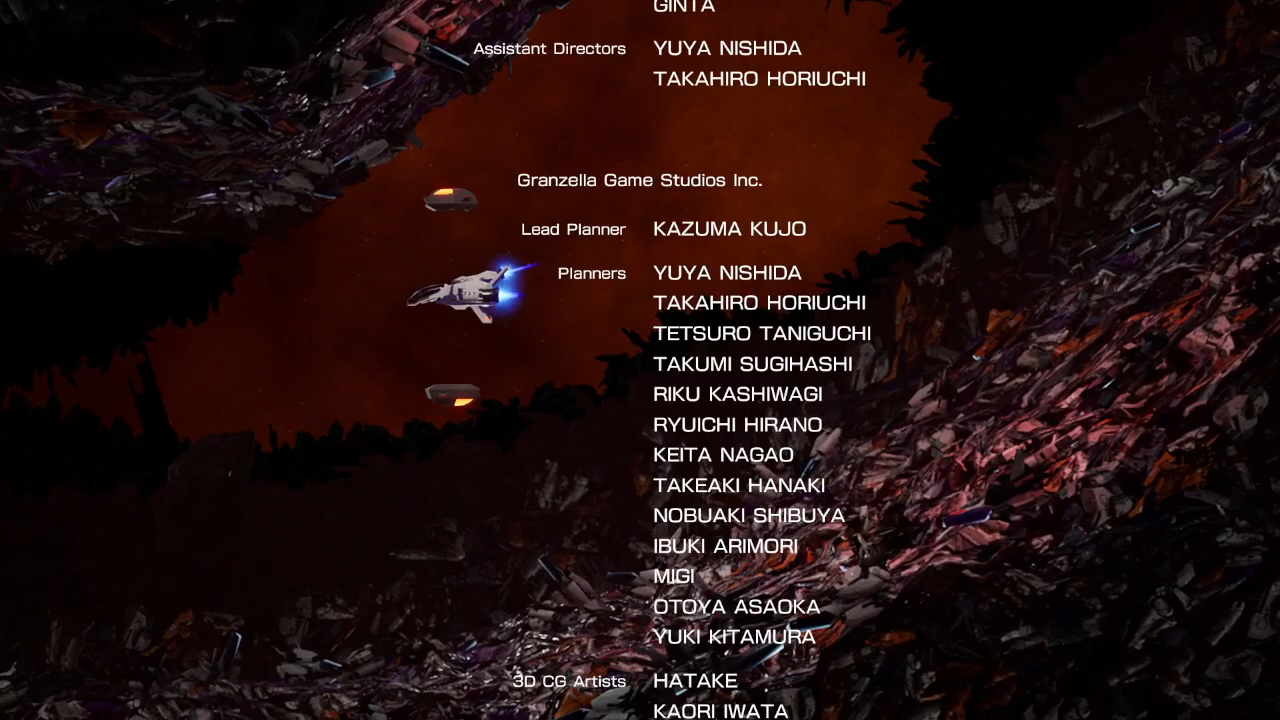 GINTA
Assistant Directors YUYA NISHIDA
TAKAHIRO HORIUCHI
Granzella Game Studios Inc.
Lead Planner KAZUMA KUJO
Planners YUYA NISHIDA
TAKAHIRO HORIUCHI
TETSURO TANIGUCHI
TAKUMI SUGIHASHI
RIKU KASHIWAGI
RYUICHI HIRANO
KEITA NAGAO
TAKEAKI HANAKI
NOBUAKI SHIBUYA
IBUKI ARIMORI
MIGI
OTOYA ASAOKA
YUKI KITAMURA
3D CG Artists HATAKE
KAORI IWATA